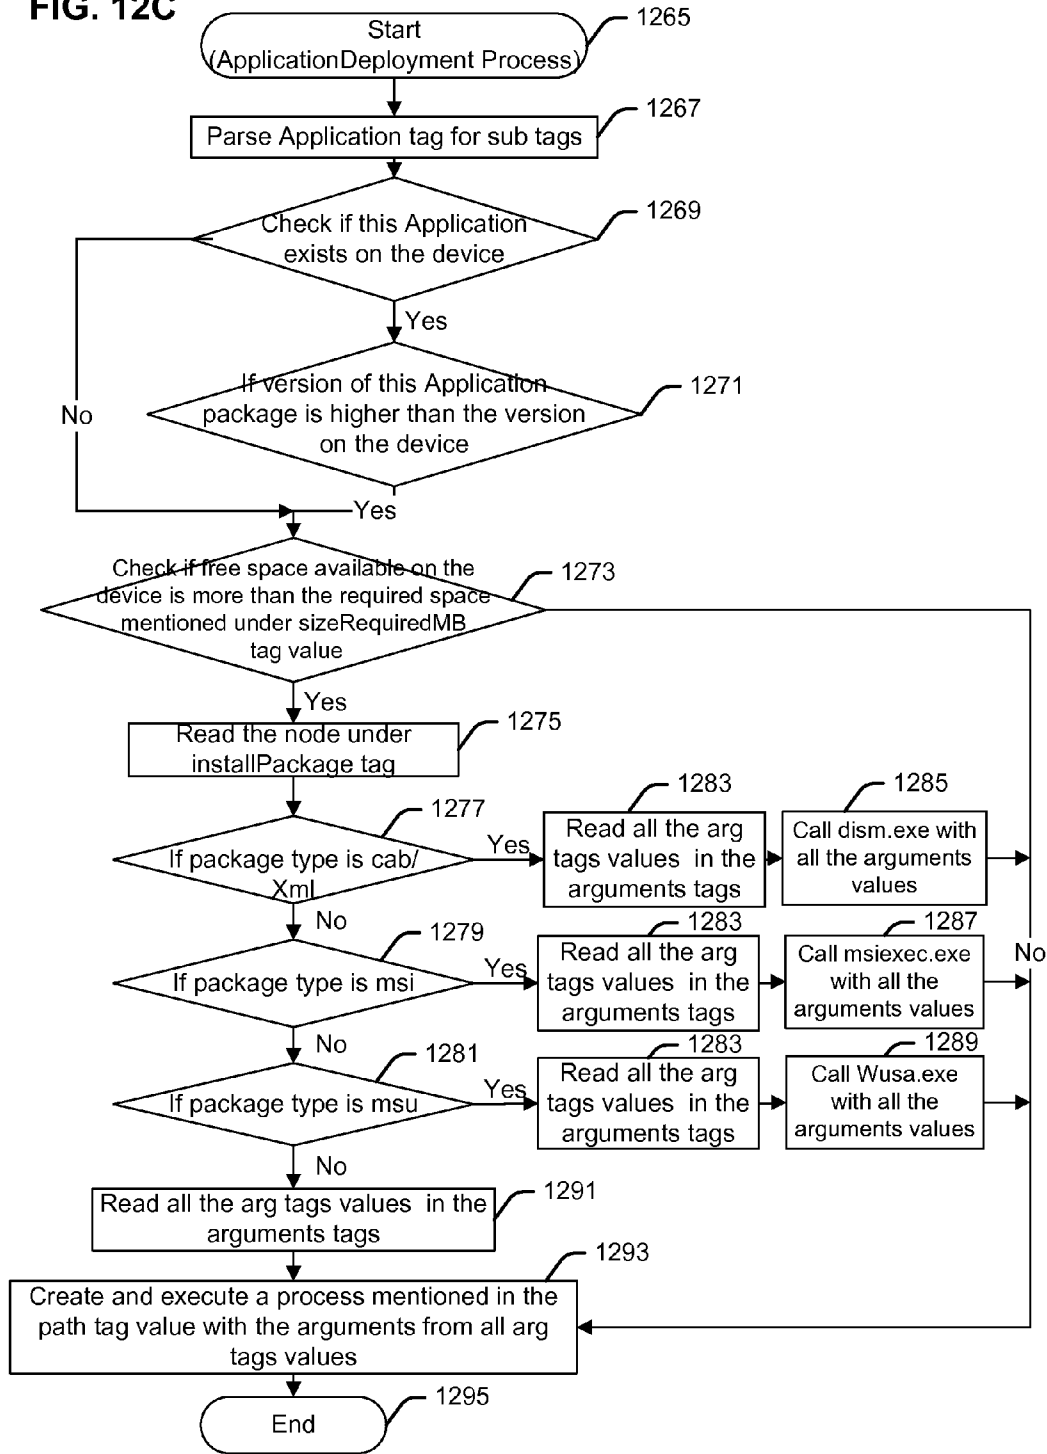 FIG. 12C
Start
(ApplicationDeployment Process)
1265
1267
Parse Application tag for sub tags
1269
Check if this Application
exists on the device
Yes
1271
If version of this Application
package is higher than the version
on the device
No
Yes
1273
Check if free space available on the
device is more than the required space
mentioned under sizeRequiredMB
tag value
Yes
1275
Read the node under
installPackage tag
1277
If package type is cab/
Xml
Yes
1283
Read all the arg
tags values in the
arguments tags
1285
Call dism.exe with
all the arguments
values
No
1279
If package type is msi
Yes
1283
Read all the arg
tags values in the
arguments tags
1287
Call msiexec.exe
with all the
arguments values
No
No
1281
If package type is msu
Yes
1283
Read all the arg
tags values in the
arguments tags
1289
Call Wusa.exe
with all the
arguments values
No
1291
Read all the arg tags values in the
arguments tags
1293
Create and execute a process mentioned in the
path tag value with the arguments from all arg
tags values
1295
End